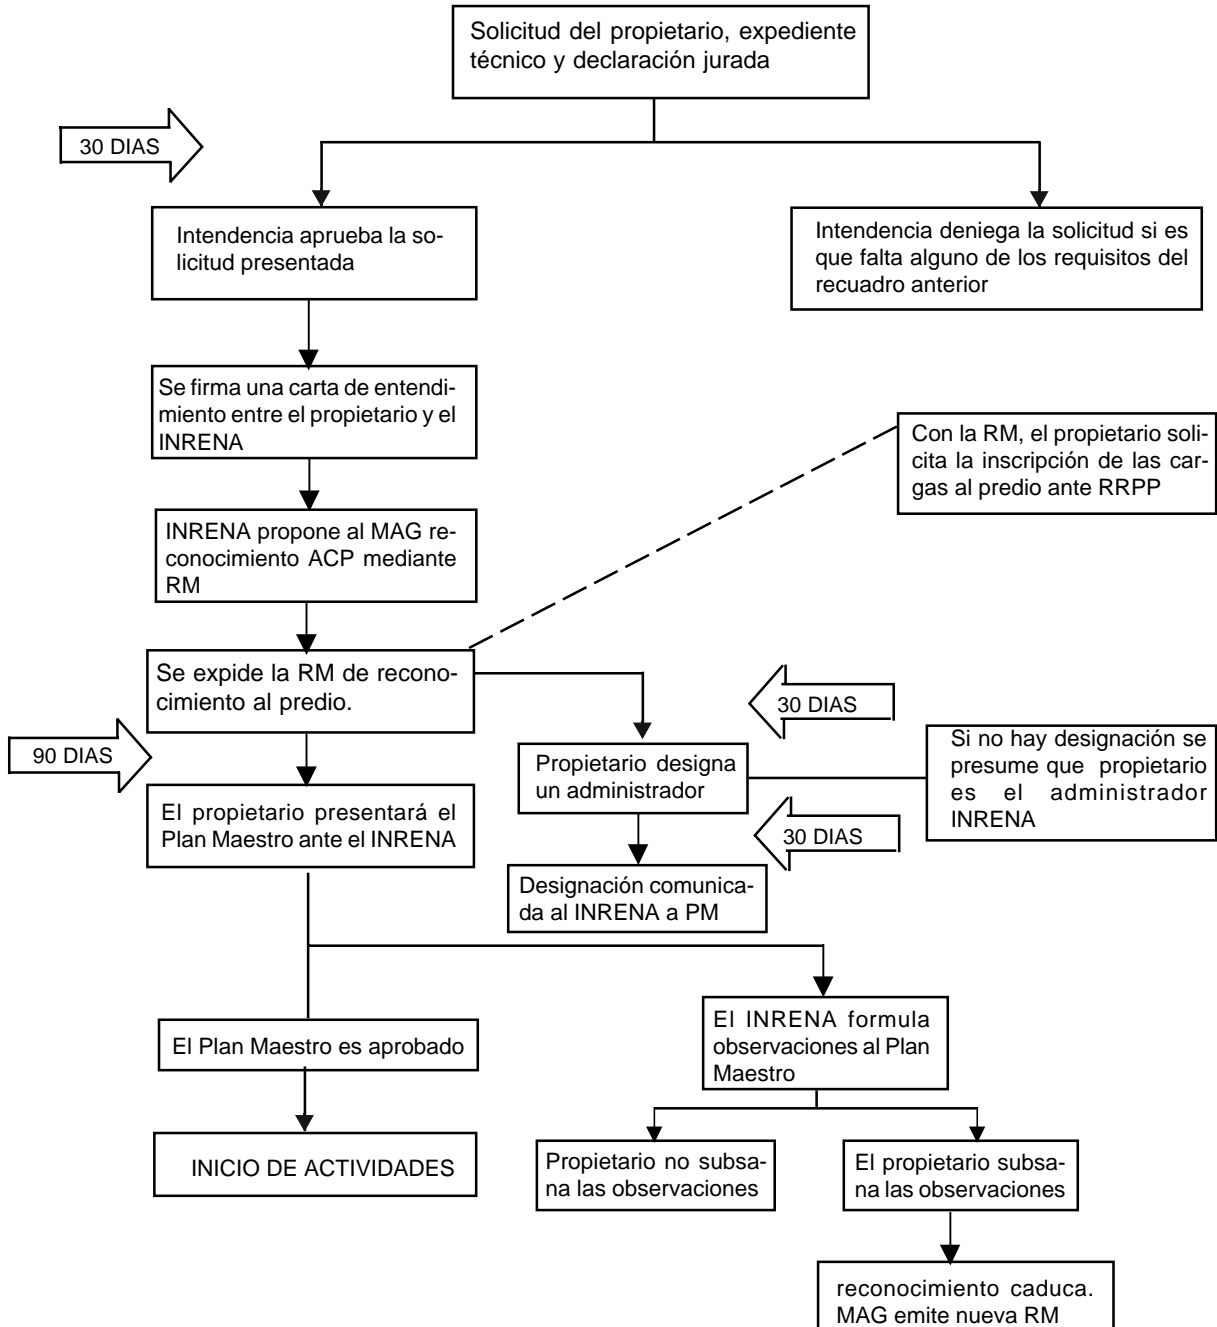 Solicitud del propietario, expediente
técnico y declaración jurada
30 DIAS
Intendencia aprueba la so-
licitud presentada
Intendencia deniega la solicitud si es
que falta alguno de los requisitos del
recuadro anterior
Se firma una carta de entendi-
miento entre el propietario y el
INRENA
Con la RM, el propietario soli-
cita la inscripción de las car-
gas al predio ante RRPP
INRENA propone al MAG re-
conocimiento ACP mediante
RM
Se expide la RM de recono-
cimiento al predio.
30 DIAS
90 DIAS
Propietario designa
un administrador
Si no hay designación se
presume que propietario
es el administrador
INRENA
El propietario presentará el
Plan Maestro ante el INRENA
30 DIAS
Designación comunica-
da al INRENA a PM
El Plan Maestro es aprobado
El INRENA formula
observaciones al Plan
Maestro
INICIO DE ACTIVIDADES
Propietario no subsa-
na las observaciones
El propietario subsa-
na las observaciones
reconocimiento caduca.
MAG emite nueva RM